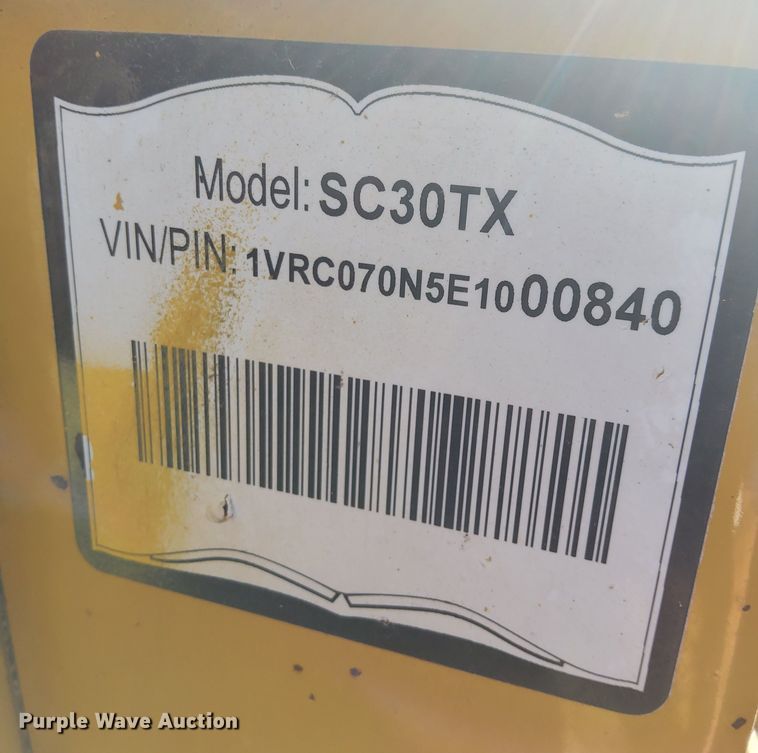 Model: SC30TX
VIN/PIN: 1VRC070N5E1000840
Purple Wave Auction